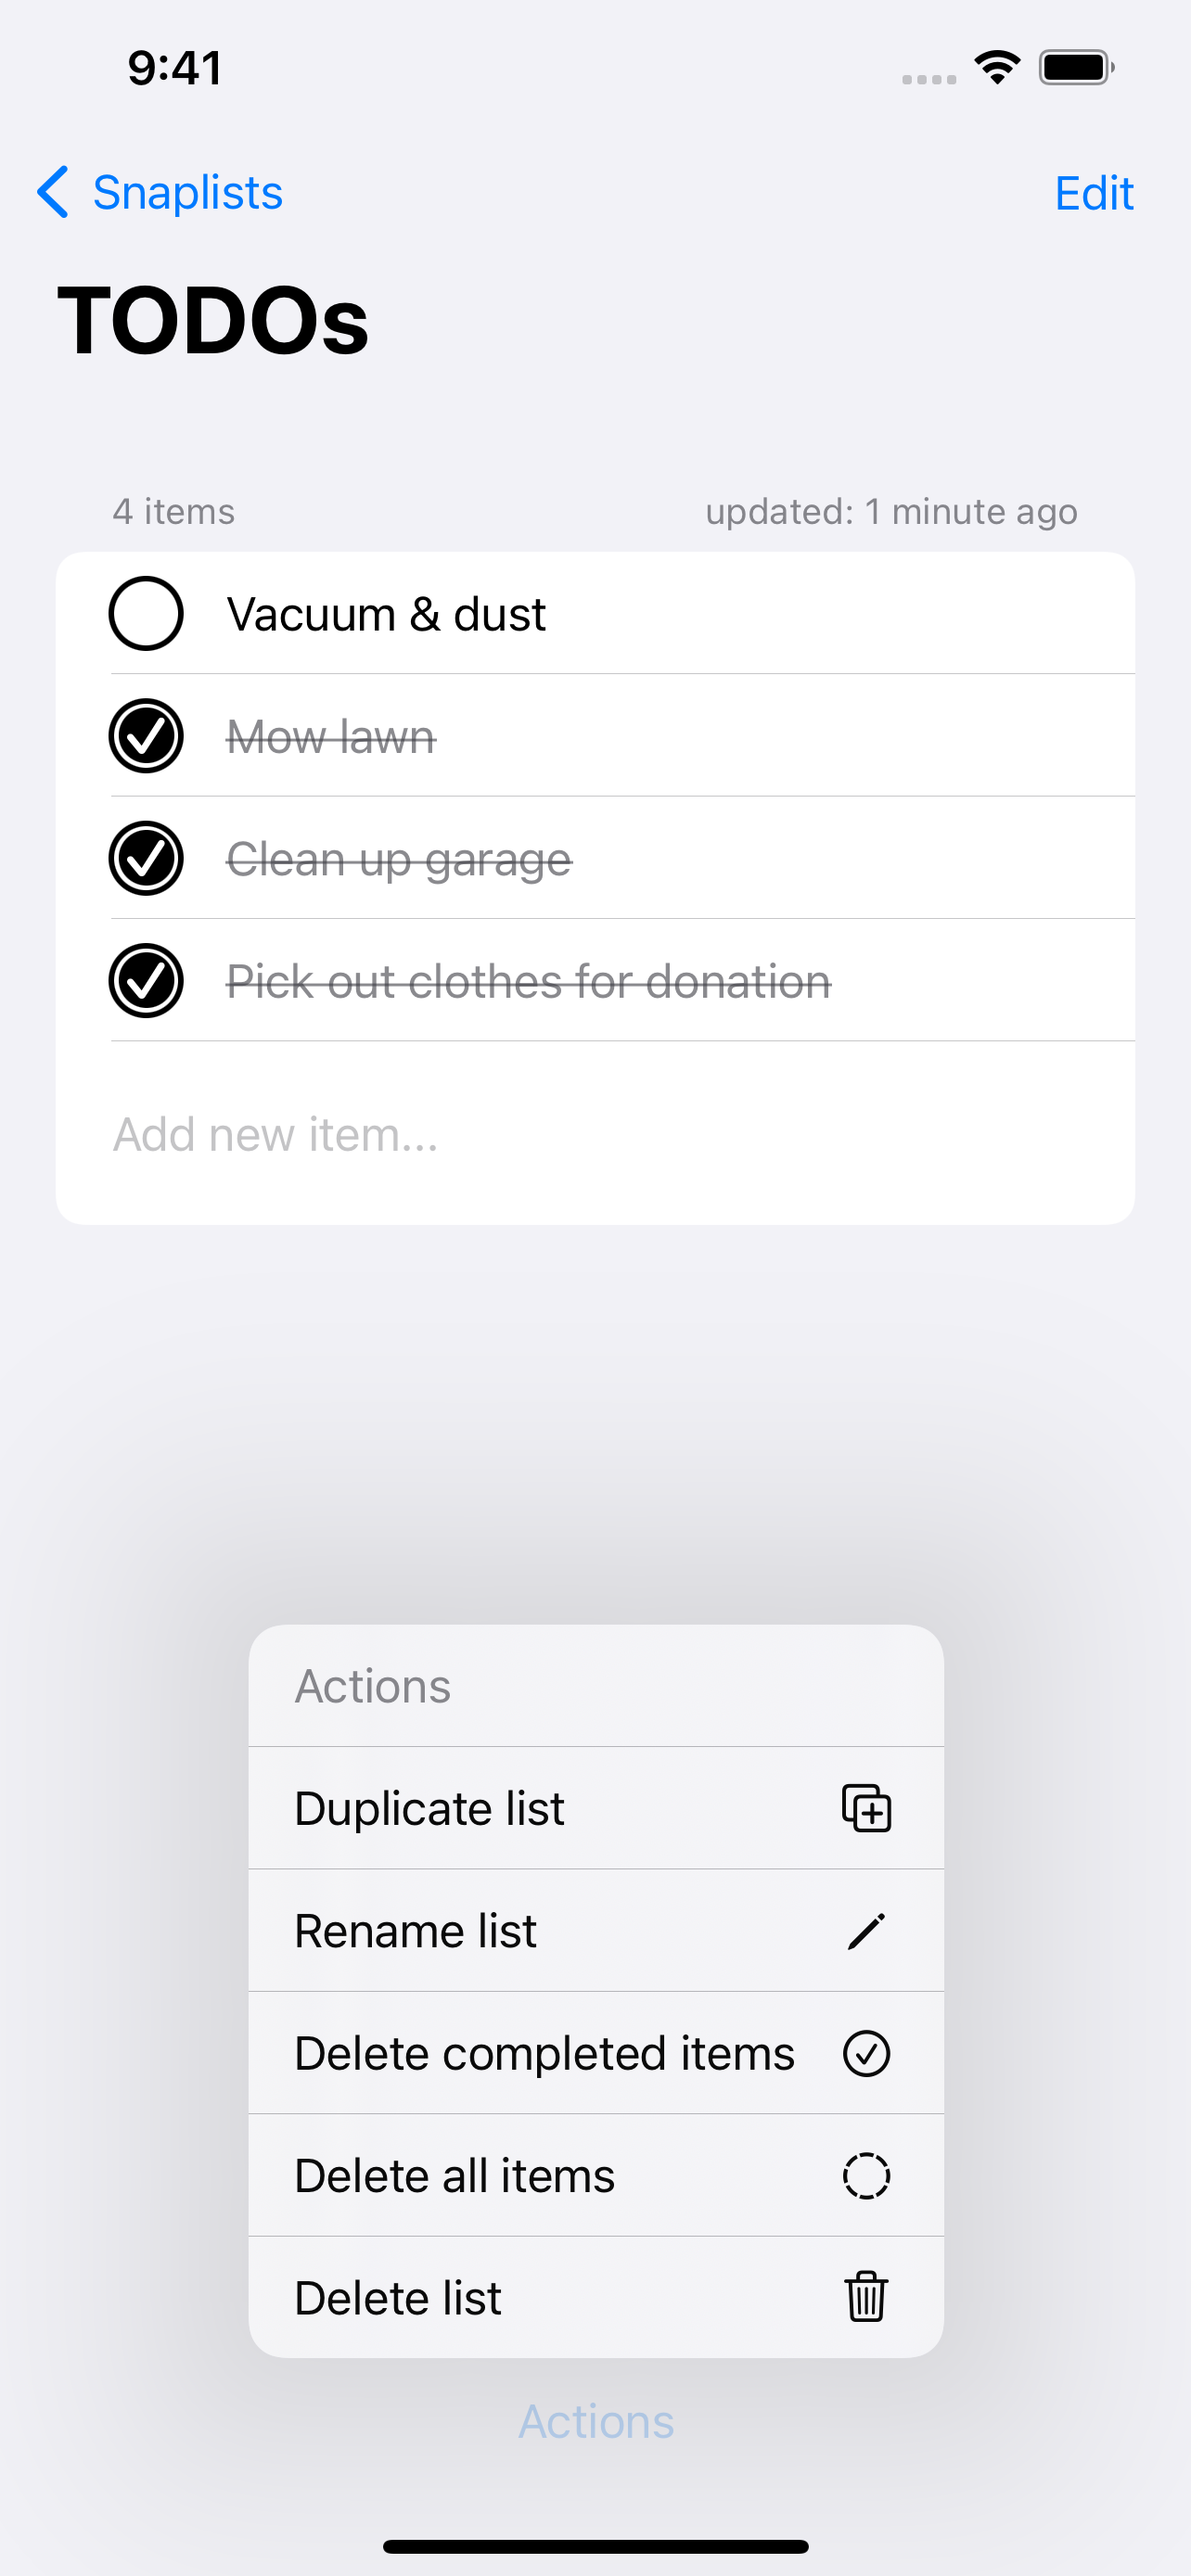 9:41
Snaplists
Edit
TODOs
4 items
updated: 1 minute ago
Vacuum & dust
Mow lawn
Clean up garage
Pick out clothes for donation
Add new item...
Actions
Duplicate list
Rename list
Delete completed items
Delete all items
Delete list
Actions